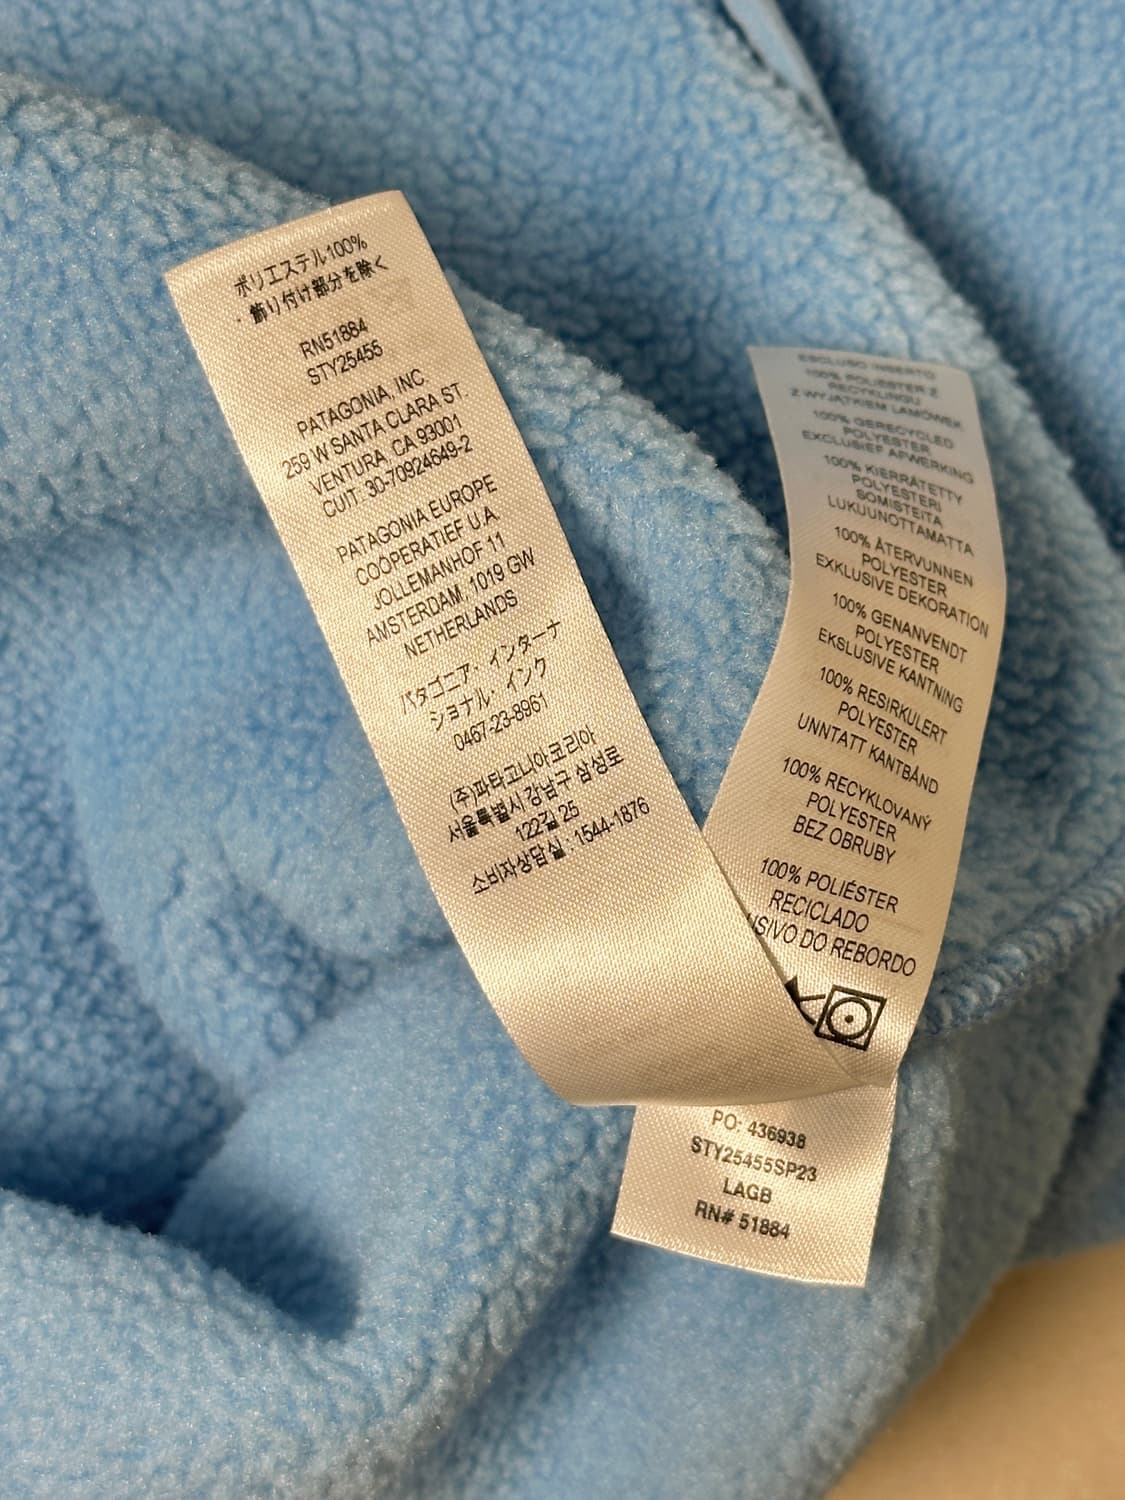 ポリエステル100%
・飾り付け部分を除く
RN51884
STY25455
PATAGONIA, INC
259 W SANTA CLARA ST.
VENTURA, CA 93001
CUIT 30-70924649-2
PATAGONIA EUROPE
COÖPERATIEF U.A
JOLLEMANHOF 11
AMSTERDAM, 1019 GW
NETHERLANDS
パタゴニア・インターナ
ショナル・インク
0467-23-8961
(주)파타고니아코리아
서울특별시 강남구 삼성로
122길 25
소비자상담실: 1544-1876
ESCLUSO INSERTO
100% POLIESTER Z
RECYKLINGU
Z WYJĄTKIEM LAMÓWEK
100% GERECYCLED
POLYESTER
EXCLUSIEF AFWERKING
100% KIERRÄTETTY
POLYESTERI
SOMISTEITA
LUKUUNOTTAMATTA
100% ÅTERVUNNEN
POLYESTER
EXKLUSIVE DEKORATION
100% GENANVENDT
POLYESTER
EKSLUSIVE KANTNING
100% RESIRKULERT
POLYESTER
UNNTATT KANTBÅND
100% RECYKLOVANÝ
POLYESTER
BEZ OBRUBY
100% POLIÉSTER
RECICLADO
USIVO DO REBORDO
PO: 436938
STY25455SP23
LAGB
RN# 51884